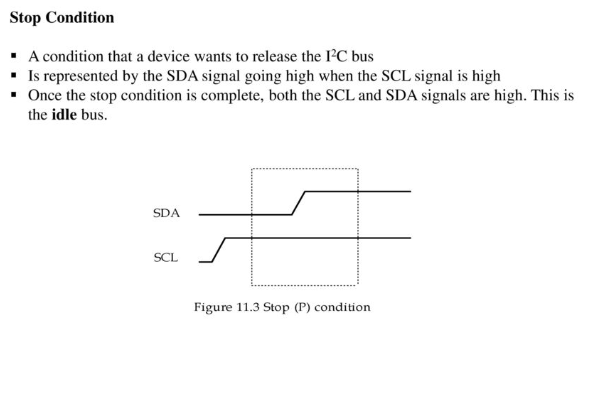 Stop Condition
▪ A condition that a device wants to release the I²C bus
▪ Is represented by the SDA signal going high when the SCL signal is high
▪ Once the stop condition is complete, both the SCL and SDA signals are high. This is
the idle bus.
SDA
SCL
Figure 11.3 Stop (P) condition